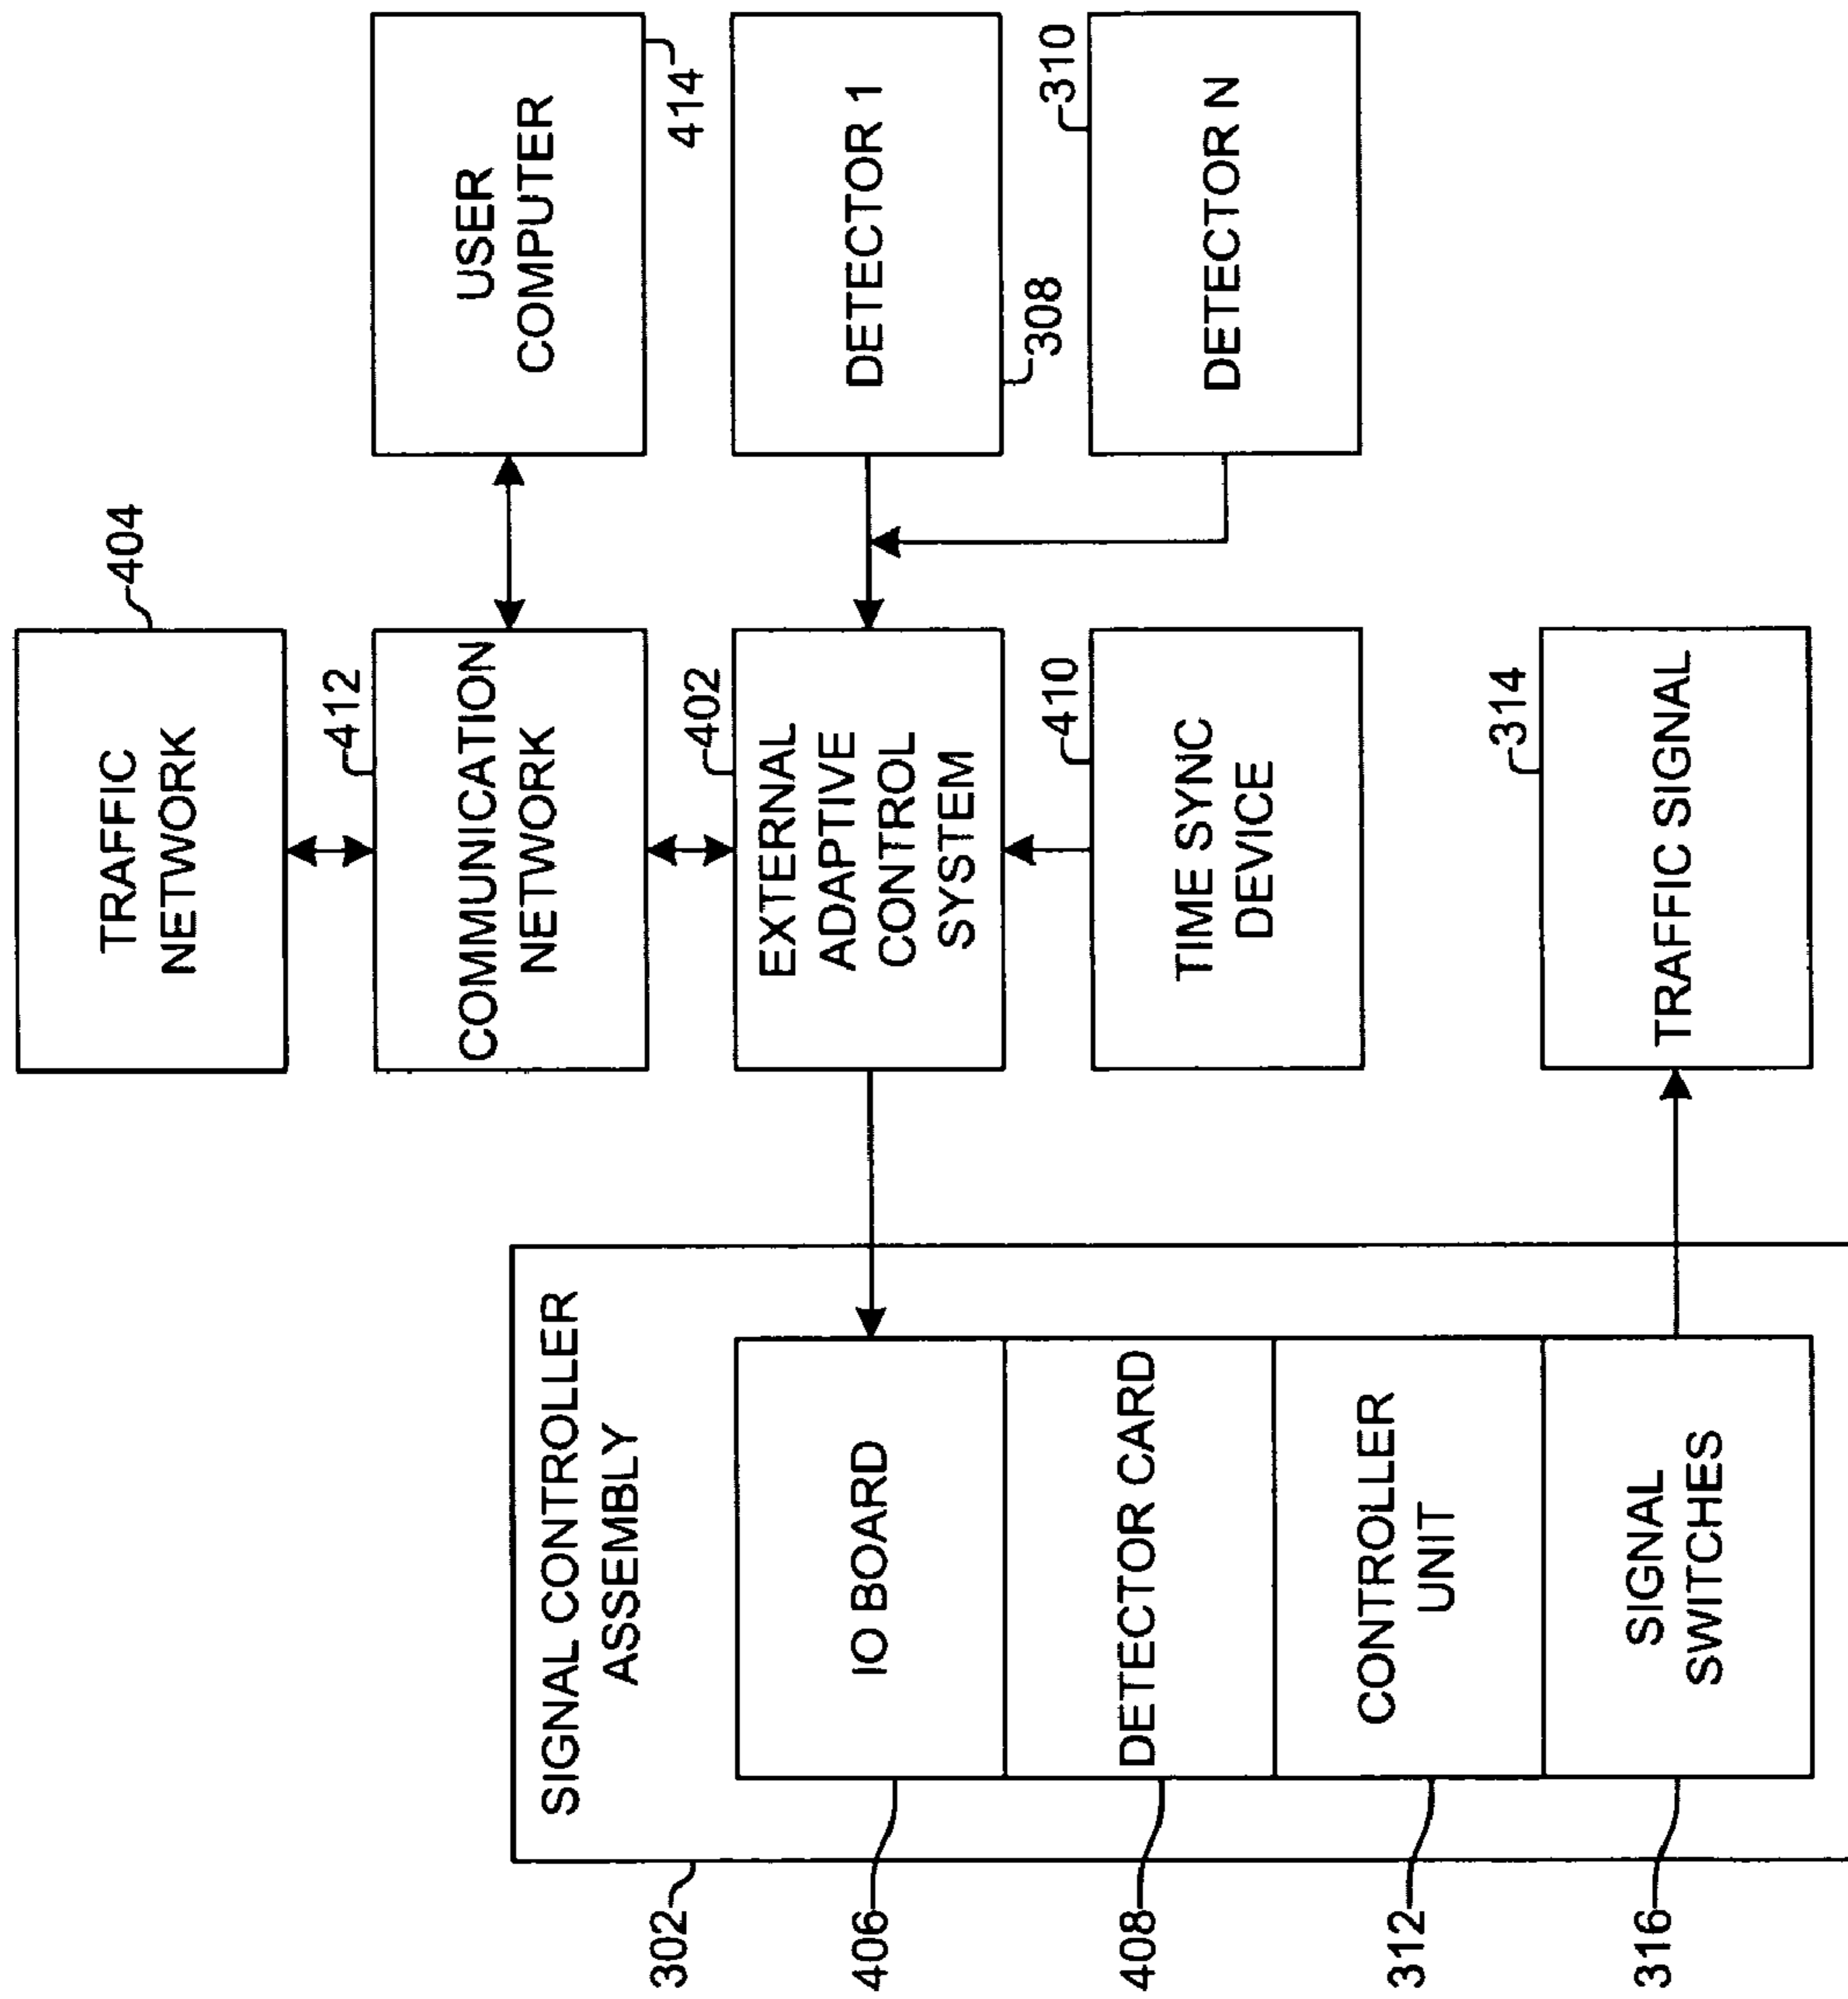 TRAFFIC
NETWORK
404
COMMUNICATION
NETWORK
412
USER
COMPUTER
414
EXTERNAL
ADAPTIVE
CONTROL
SYSTEM
402
DETECTOR 1
308
DETECTOR N
310
TIME SYNC
DEVICE
410
TRAFFIC SIGNAL
314
SIGNAL CONTROLLER
ASSEMBLY
302
IO BOARD
406
DETECTOR CARD
408
CONTROLLER
UNIT
312
SIGNAL
SWITCHES
316